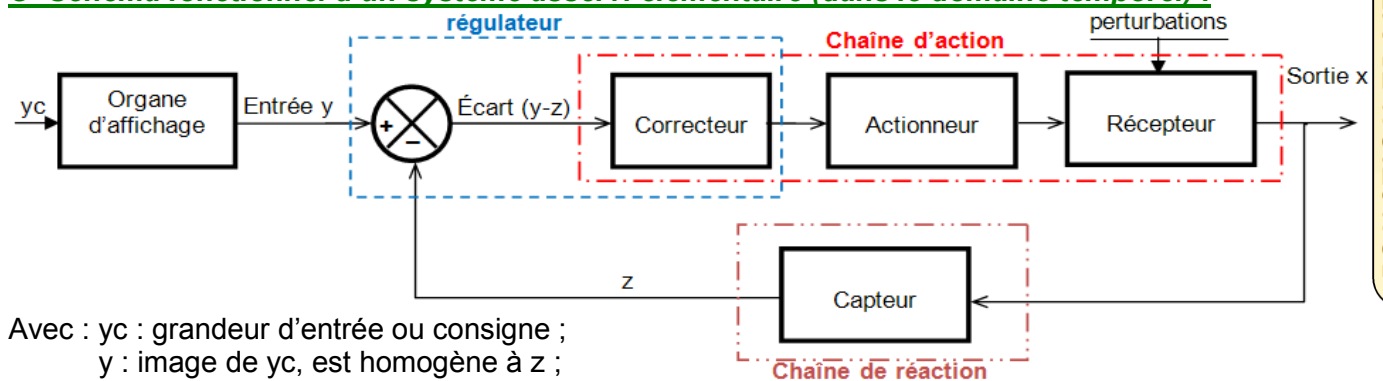 régulateur
Chaîne d'action
perturbations
Sortie x
yc
Organe
d'affichage
Entrée y
+
−
Écart (y-z)
Correcteur
Actionneur
Récepteur
z
Capteur
Chaîne de réaction
Avec : yc : grandeur d'entrée ou consigne ;
y : image de yc, est homogène à z ;